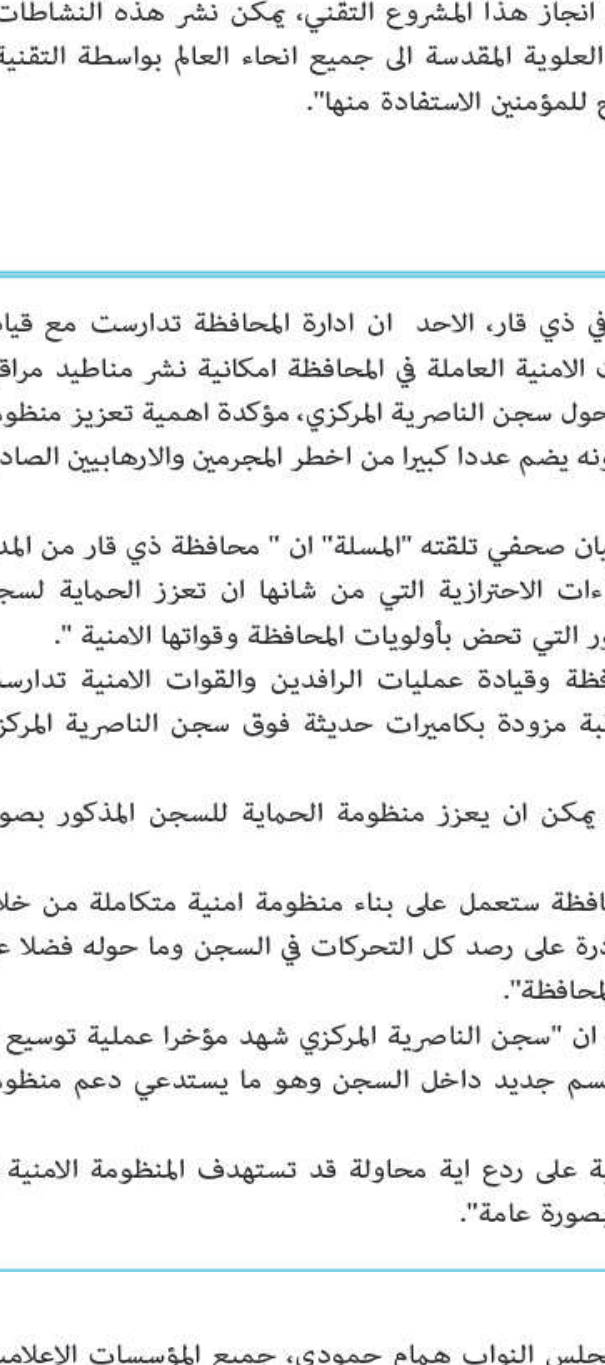 انجاز هذا المشروع التقني، يمكن نشر هذه النشاطات
العلوية المقدسة الى جميع انحاء العالم بواسطة التقنية
للمؤمنين الاستفادة منها".
في ذي قار، الاحد ان ادارة المحافظة تدارست مع قياد
الامنية العاملة في المحافظة امكانية نشر مناطيد مراق
حول سجن الناصرية المركزي، مؤكدة اهمية تعزيز منظوم
ونه يضم عددا كبيرا من اخطر المجرمين والارهابيين الصاد
يان صحفي تلقته "المسلة" ان " محافظة ذي قار من المد
ءات الاحترازية التي من شانها ان تعزز الحماية لسج
ور التي تحض بأولويات المحافظة وقواتها الامنية ".
فظة وقيادة عمليات الرافدين والقوات الامنية تدارس
بة مزودة بكاميرات حديثة فوق سجن الناصرية المركز
يمكن ان يعزز منظومة الحماية للسجن المذكور بصو
افظة ستعمل على بناء منظومة امنية متكاملة من خلا
درة على رصد كل التحركات في السجن وما حوله فضلا ع
لمحافظة".
ان "سجن الناصرية المركزي شهد مؤخرا عملية توسيع
سم جديد داخل السجن وهو ما يستدعي دعم منظوم
ية على ردع اية محاولة قد تستهدف المنظومة الامنية
بصورة عامة".
جلس النواب همام حمودي، جميع المؤسسات الاعلامي